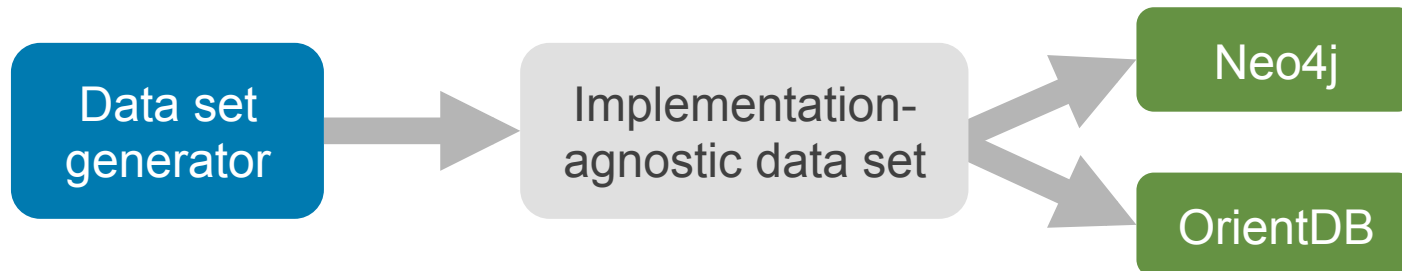 Data set
generator
Implementation-
agnostic data set
Neo4j
OrientDB